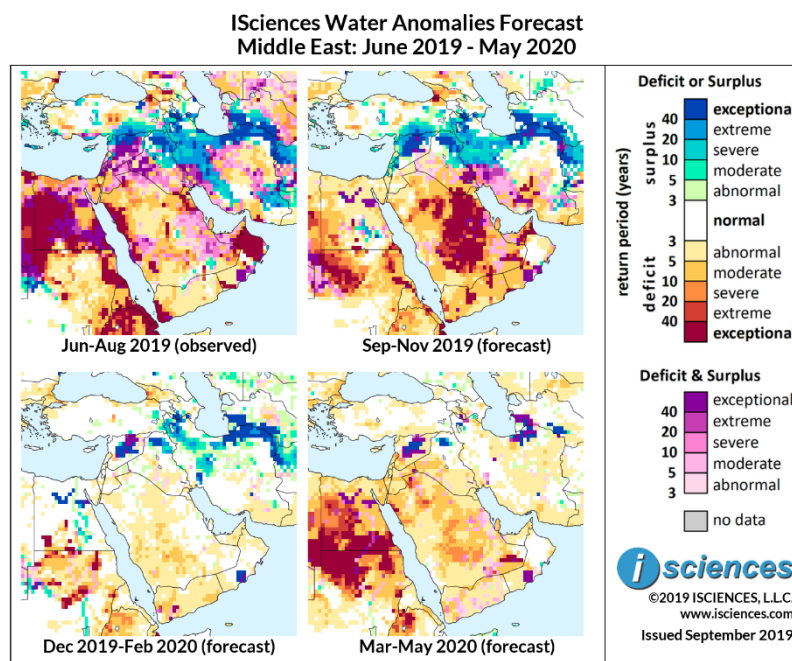 ISciences Water Anomalies Forecast
Middle East: June 2019 - May 2020
Jun-Aug 2019 (observed)
Sep-Nov 2019 (forecast)
Dec 2019-Feb 2020 (forecast)
Mar-May 2020 (forecast)
Deficit or Surplus
return period (years)
deficit
surplus
exceptional
40
extreme
20
severe
10
moderate
5
abnormal
3
normal
3
abnormal
5
moderate
10
severe
20
extreme
40
exceptional
Deficit & Surplus
exceptional
40
extreme
20
severe
10
moderate
5
abnormal
3
no data
i sciences
©2019 ISCIENCES, L.L.C.
www.isciences.com
Issued September 2019